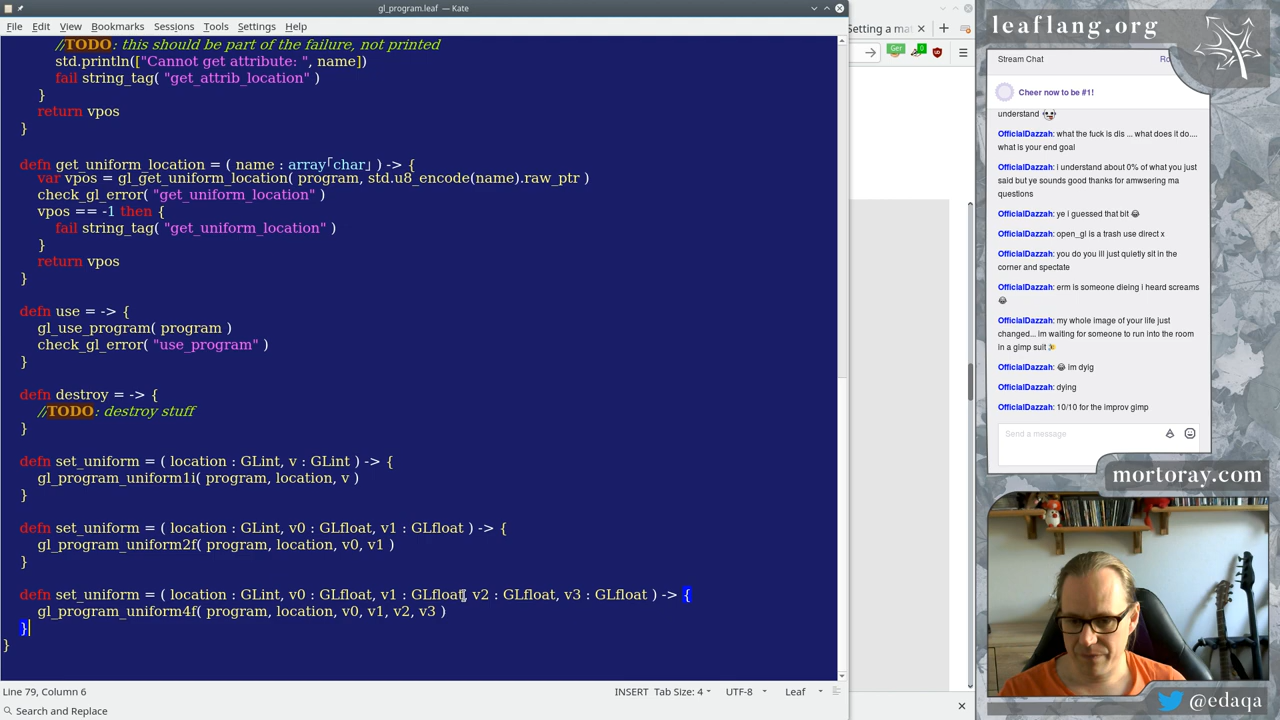 gl_program.leaf — Kate
File Edit View Bookmarks Sessions Tools Settings Help
//TODO: this should be part of the failure, not printed
std.println(["Cannot get attribute: ", name])
fail string_tag( "get_attrib_location" )
}
return vpos
}
defn get_uniform_location = ( name : array「char」 ) -> {
var vpos = gl_get_uniform_location( program, std.u8_encode(name).raw_ptr )
check_gl_error( "get_uniform_location" )
vpos == -1 then {
fail string_tag( "get_uniform_location" )
}
return vpos
}
defn use = -> {
gl_use_program( program )
check_gl_error( "use_program" )
}
defn destroy = -> {
//TODO: destroy stuff
}
defn set_uniform = ( location : GLint, v : GLint ) -> {
gl_program_uniform1i( program, location, v )
}
defn set_uniform = ( location : GLint, v0 : GLfloat, v1 : GLfloat ) -> {
gl_program_uniform2f( program, location, v0, v1 )
}
defn set_uniform = ( location : GLint, v0 : GLfloat, v1 : GLfloat, v2 : GLfloat, v3 : GLfloat ) -> {
gl_program_uniform4f( program, location, v0, v1, v2, v3 )
}
}
Line 79, Column 6
INSERT Tab Size: 4 UTF-8 Leaf
Search and Replace
Setting a ma
Ger
0
leaflang.org
Stream Chat
Cheer now to be #1!
understand
OfficialDazzah: what the fuck is dis ... what does it do....
what is your end goal
OfficialDazzah: i understand about 0% of what you just
said but ye sounds good thanks for amwsering ma
questions
OfficialDazzah: ye i guessed that bit 😂
OfficialDazzah: open_gl is a trash use direct x
OfficialDazzah: you do you ill just quietly sit in the
corner and spectate
OfficialDazzah: erm is someone dieing i heard screams
😂
OfficialDazzah: my whole image of your life just
changed... im waiting for someone to run into the room
in a gimp suit
OfficialDazzah: 😂 im dyig
OfficialDazzah: dying
OfficialDazzah: 10/10 for the improv gimp
Send a message
mortoray.com
@edaqa